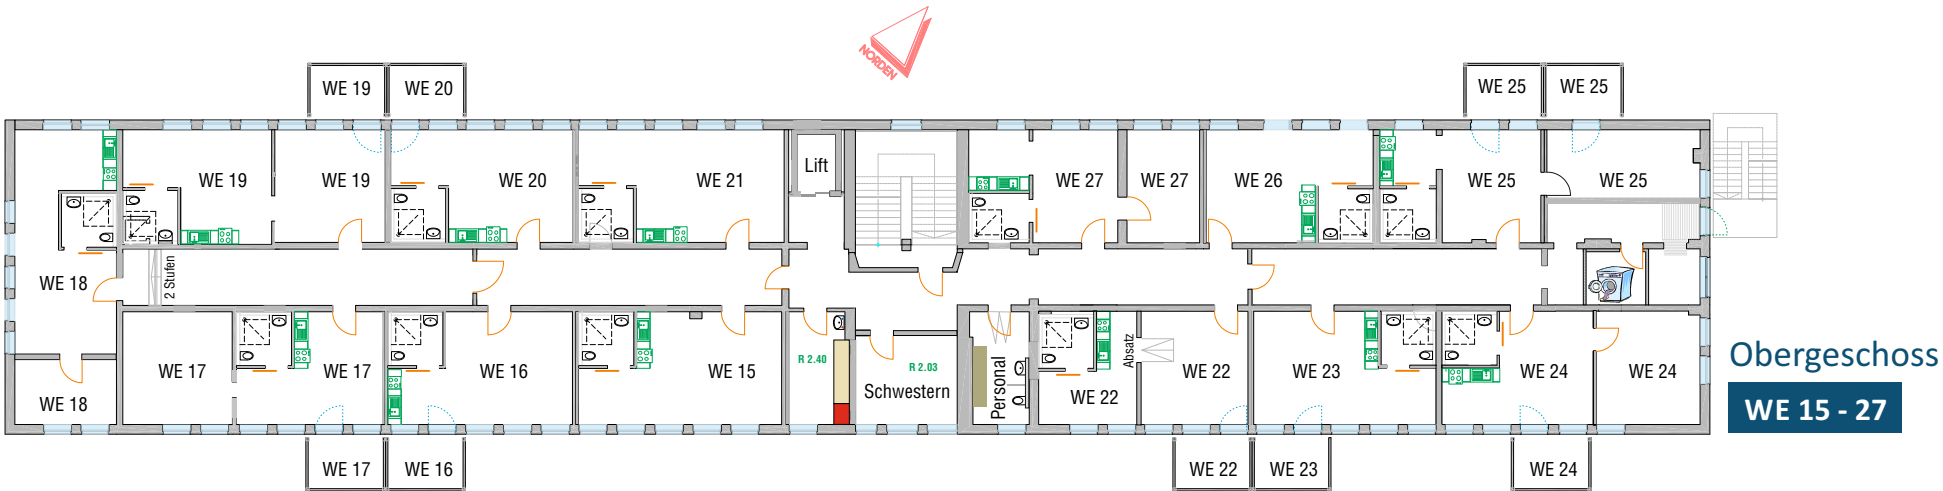 NORDEN
WE 19
WE 20
WE 25
WE 25
Lift
WE 19
WE 19
WE 20
WE 21
WE 27
WE 27
WE 26
WE 25
WE 25
WE 18
2 Stufen
WE 17
WE 17
WE 16
WE 15
R 2.40
R 2.03
Schwestern
Personal
WE 22
Absatz
WE 22
WE 23
WE 24
WE 24
WE 18
Obergeschoss
WE 15 - 27
WE 17
WE 16
WE 22
WE 23
WE 24